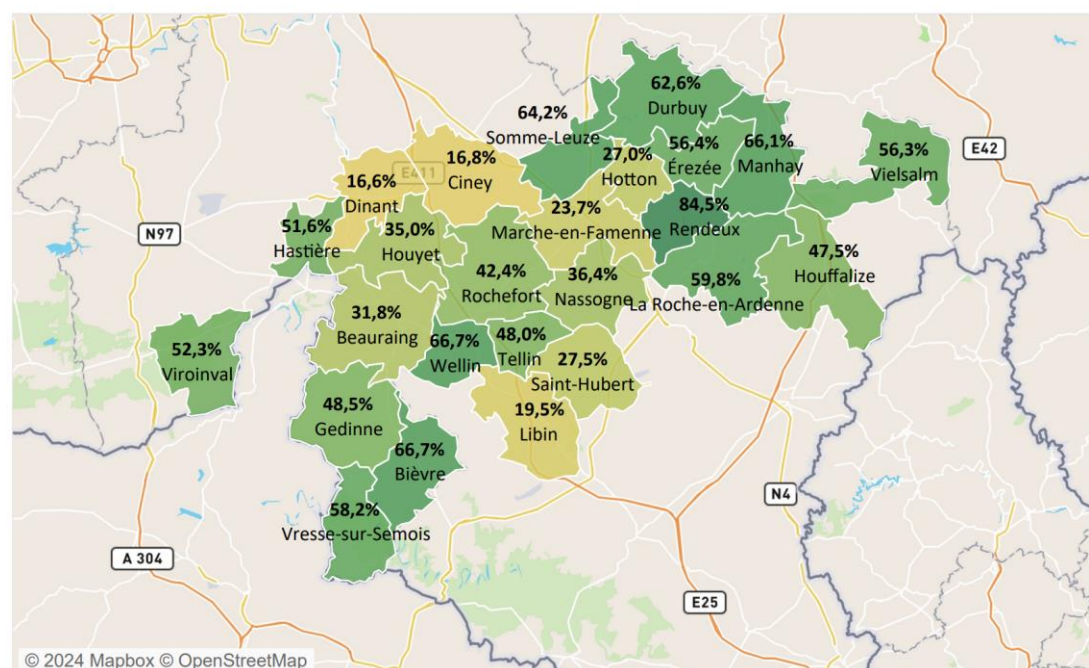 62,6%
Durbuy
64,2%
Somme-Leuze
56,4%
Érezée
66,1%
Manhay
56,3%
Vielsalm
E42
16,8%
E411
Ciney
27,0%
Hotton
16,6%
Dinant
N97
51,6%
Hastière
35,0%
Houyet
23,7%
Marche-en-Famenne
84,5%
Rendeux
47,5%
Houffalize
42,4%
Rochefort
36,4%
Nassogne
59,8%
La Roche-en-Ardenne
31,8%
Beauraing
66,7%
Wellin
48,0%
Tellin
52,3%
Viroinval
27,5%
Saint-Hubert
48,5%
Gedinne
19,5%
Libin
66,7%
Bièvre
N4
58,2%
Vresse-sur-Semois
A 304
E25
© 2024 Mapbox © OpenStreetMap